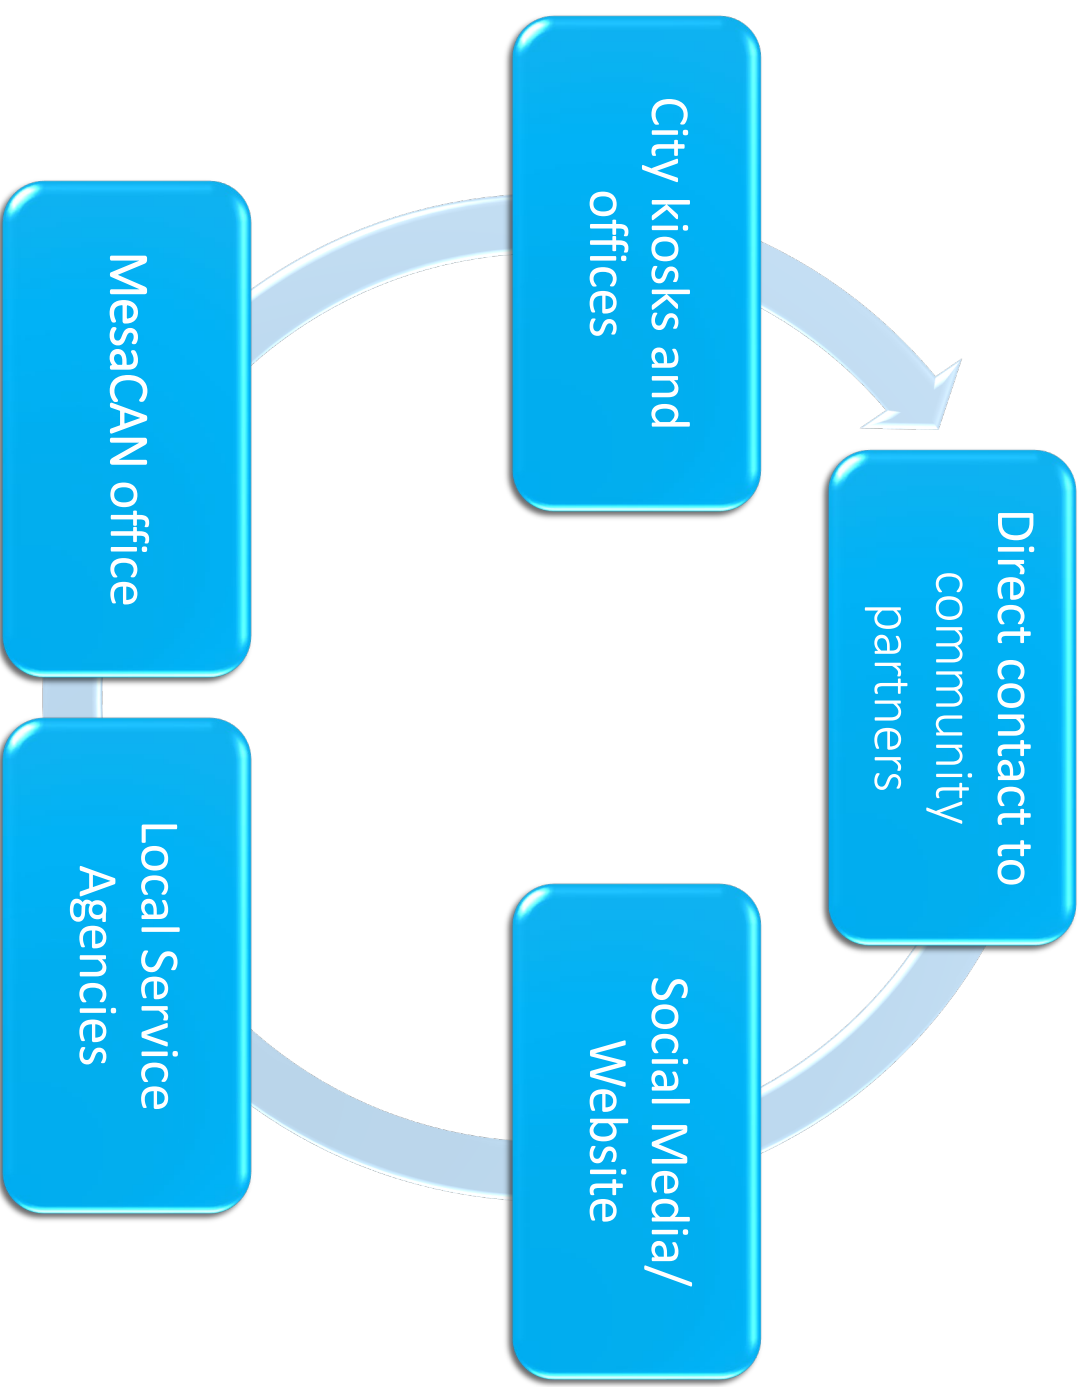 Direct contact to
community
partners
Social Media/
Website
Local Service
Agencies
MesaCAN office
City kiosks and
offices